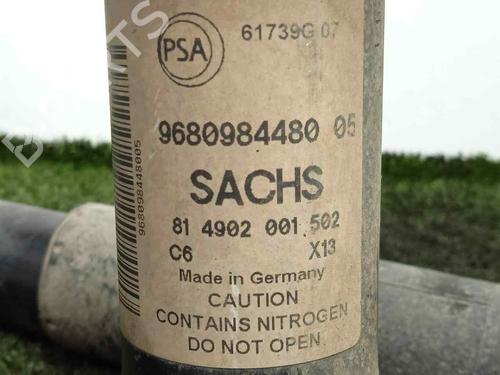 PSA
61739G 07
9680984480 05
968098448005
SACHS
81 4902 001 502
C6 X13
Made in Germany
CAUTION
CONTAINS NITROGEN
DO NOT OPEN